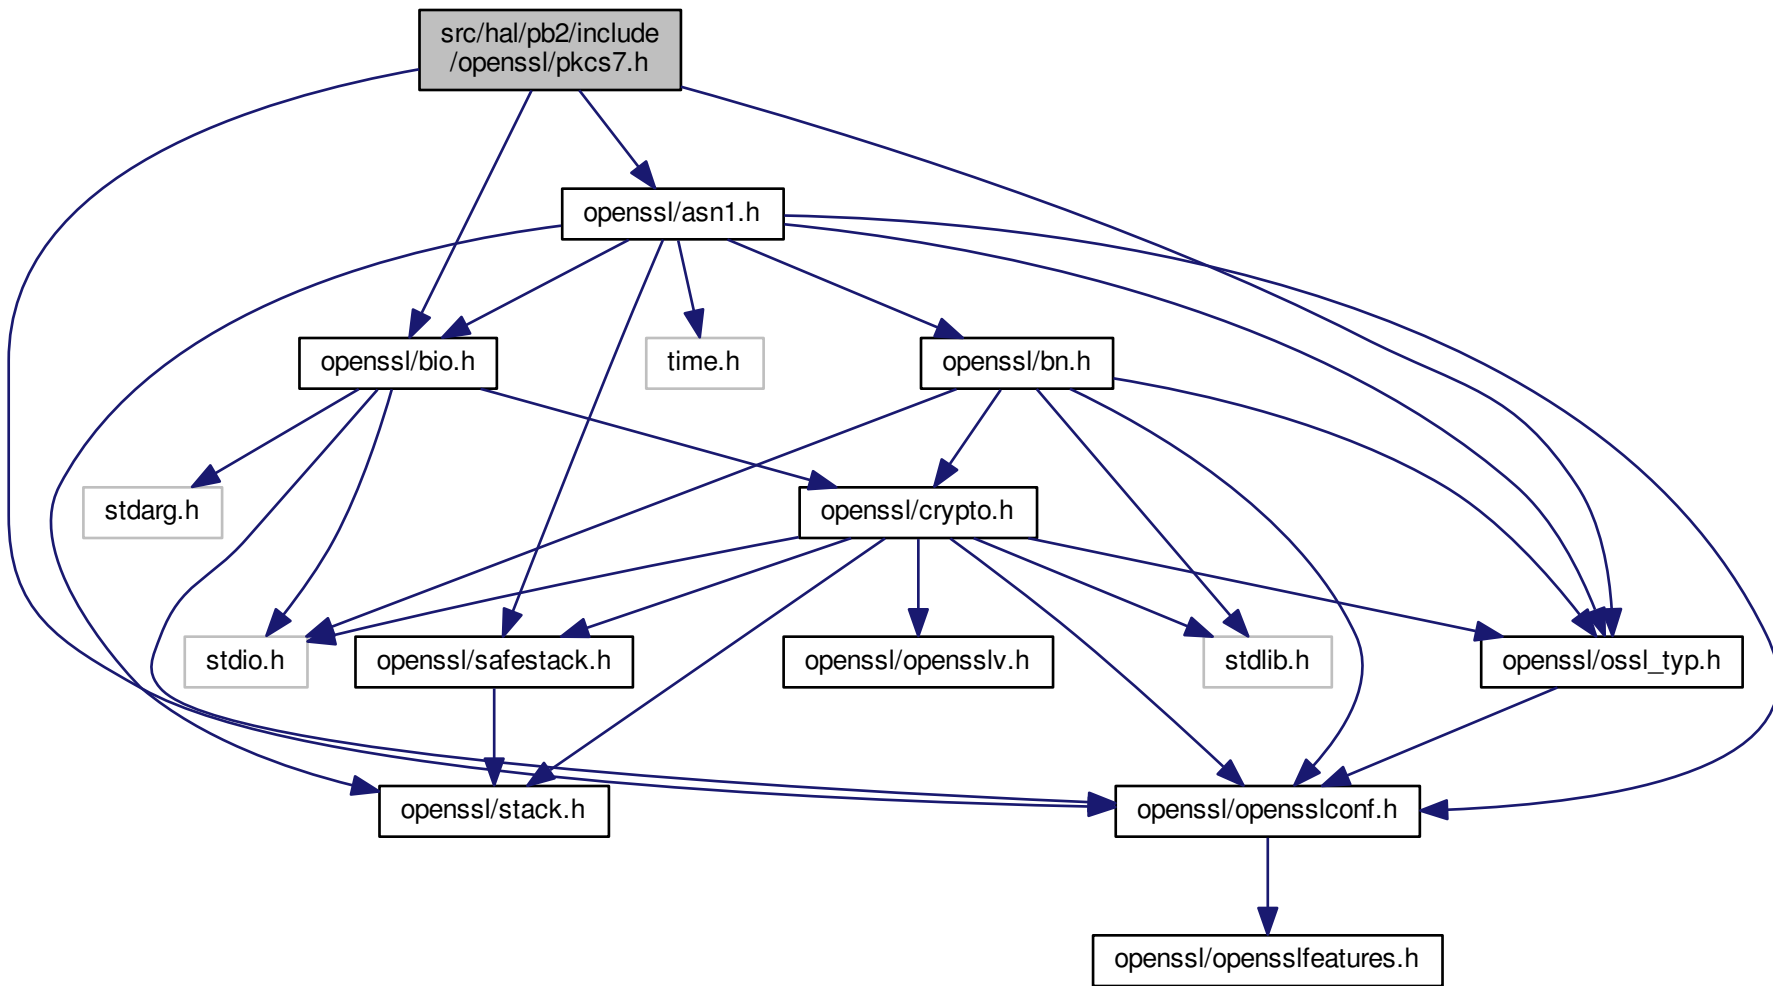 src/hal/pb2/include
/openssl/pkcs7.h
openssl/asn1.h
openssl/bio.h
time.h
openssl/bn.h
stdarg.h
openssl/crypto.h
stdio.h
openssl/safestack.h
openssl/opensslv.h
stdlib.h
openssl/ossl_typ.h
openssl/stack.h
openssl/opensslconf.h
openssl/opensslfeatures.h